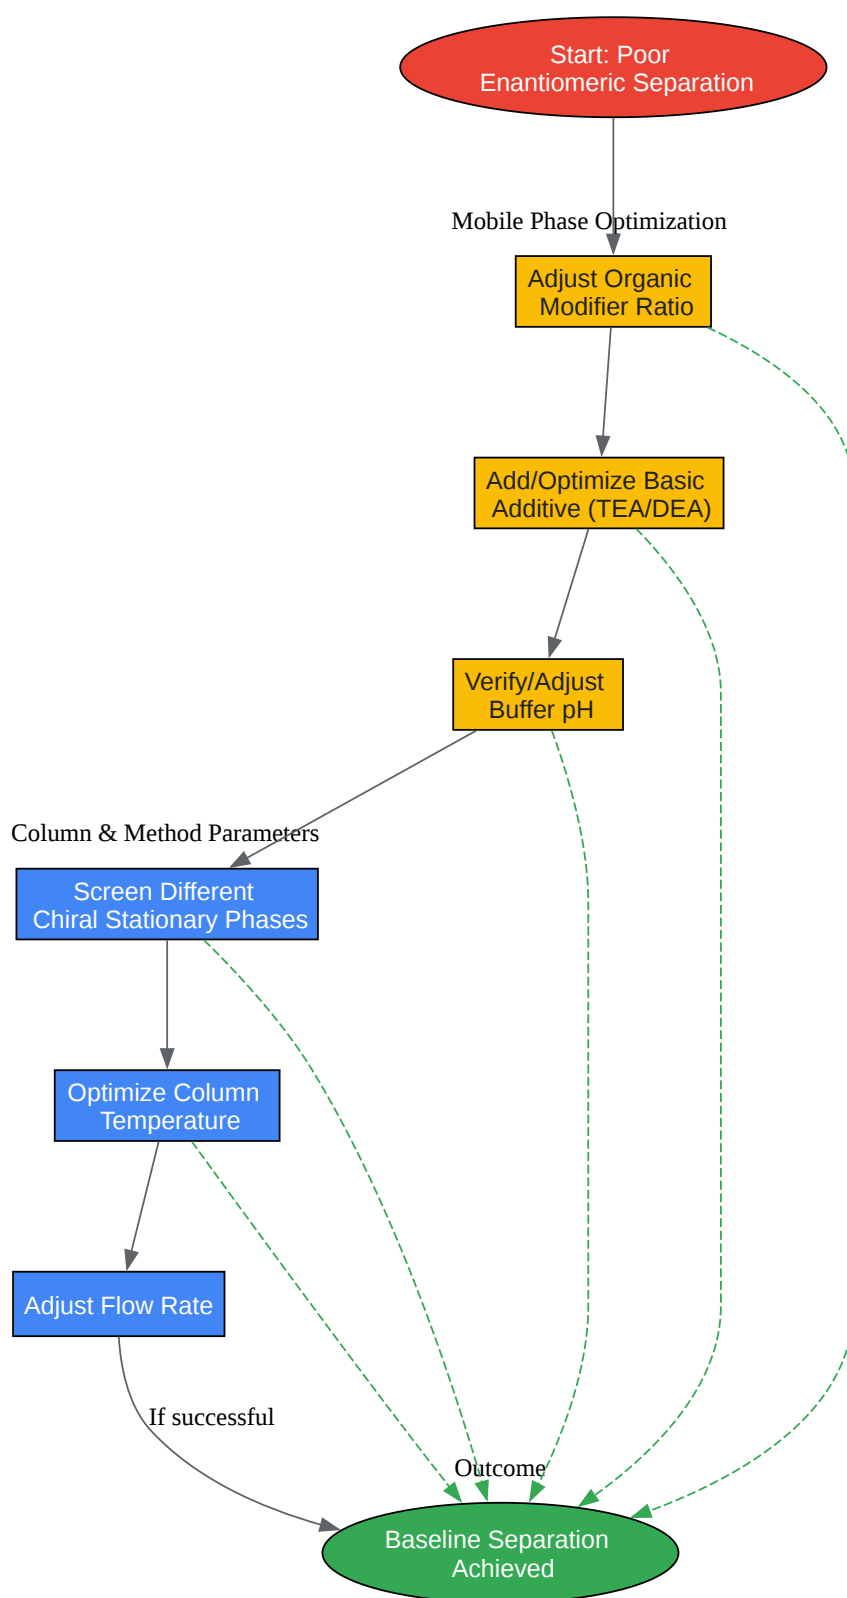 Start: Poor
Enantiomeric Separation
Mobile Phase Optimization
Adjust Organic
Modifier Ratio
Add/Optimize Basic
Additive (TEA/DEA)
Verify/Adjust
Buffer pH
Column & Method Parameters
Screen Different
Chiral Stationary Phases
Optimize Column
Temperature
Adjust Flow Rate
If successful
Outcome
Baseline Separation
Achieved